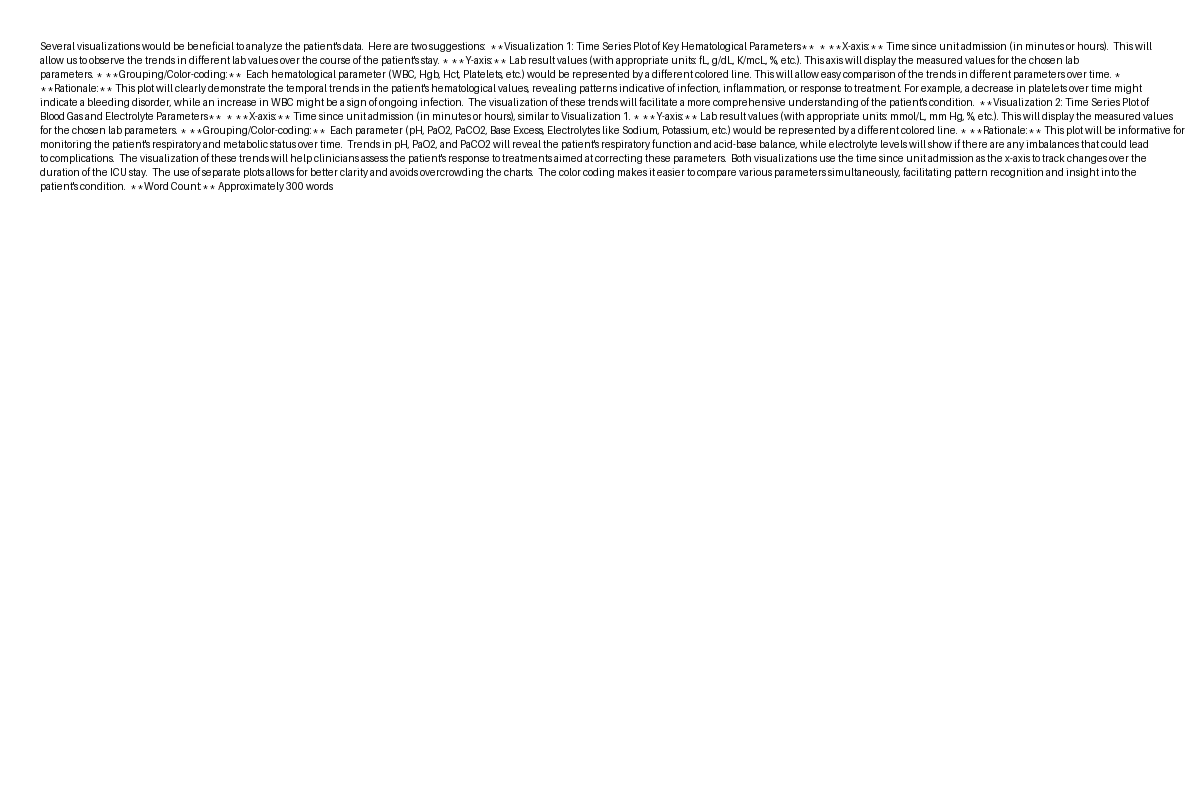 Several visualizations would be beneficial to analyze the patient's data.  Here are two suggestions:  **Visualization 1: Time Series Plot of Key Hematological Parameters**  * **X-axis:** Time since unit admission (in minutes or hours).  This will
allow us to observe the trends in different lab values over the course of the patient's stay. * **Y-axis:** Lab result values (with appropriate units: fL, g/dL, K/mcL, %, etc.). This axis will display the measured values for the chosen lab
parameters. * **Grouping/Color-coding:**  Each hematological parameter (WBC, Hgb, Hct, Platelets, etc.) would be represented by a different colored line. This will allow easy comparison of the trends in different parameters over time. *
**Rationale:** This plot will clearly demonstrate the temporal trends in the patient's hematological values, revealing patterns indicative of infection, inflammation, or response to treatment. For example, a decrease in platelets over time might
indicate a bleeding disorder, while an increase in WBC might be a sign of ongoing infection.  The visualization of these trends will facilitate a more comprehensive understanding of the patient's condition.  **Visualization 2: Time Series Plot of
Blood Gas and Electrolyte Parameters**  * **X-axis:** Time since unit admission (in minutes or hours), similar to Visualization 1. * **Y-axis:** Lab result values (with appropriate units: mmol/L, mm Hg, %, etc.). This will display the measured values
for the chosen lab parameters. * **Grouping/Color-coding:**  Each parameter (pH, PaO2, PaCO2, Base Excess, Electrolytes like Sodium, Potassium, etc.) would be represented by a different colored line. * **Rationale:** This plot will be informative for
monitoring the patient's respiratory and metabolic status over time.  Trends in pH, PaO2, and PaCO2 will reveal the patient's respiratory function and acid-base balance, while electrolyte levels will show if there are any imbalances that could lead
to complications.  The visualization of these trends will help clinicians assess the patient's response to treatments aimed at correcting these parameters.  Both visualizations use the time since unit admission as the x-axis to track changes over the
duration of the ICU stay.  The use of separate plots allows for better clarity and avoids overcrowding the charts.  The color coding makes it easier to compare various parameters simultaneously, facilitating pattern recognition and insight into the
patient's condition.  **Word Count:** Approximately 300 words